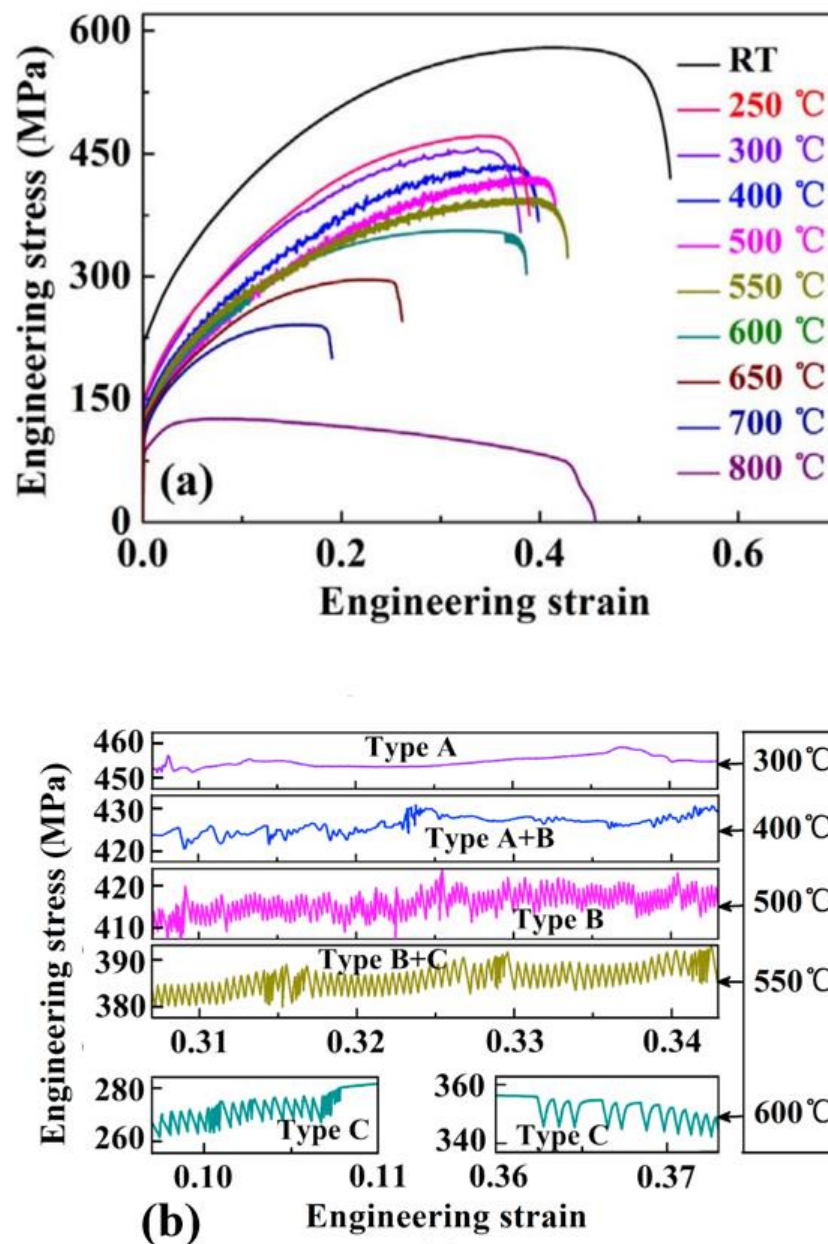 600
450
300
150
0
Engineering stress (MPa)
RT
250 ℃
300 ℃
400 ℃
500 ℃
550 ℃
600 ℃
650 ℃
700 ℃
800 ℃
(a)
0.0 0.2 0.4 0.6
Engineering strain
Engineering stress (MPa)
460
450
Type A
300℃
430
420
Type A+B
400℃
420
410
Type B
500℃
390
380
Type B+C
550℃
0.31 0.32 0.33 0.34
280
260
Type C
360
340
Type C
600℃
0.10 0.11 0.36 0.37
(b)
Engineering strain